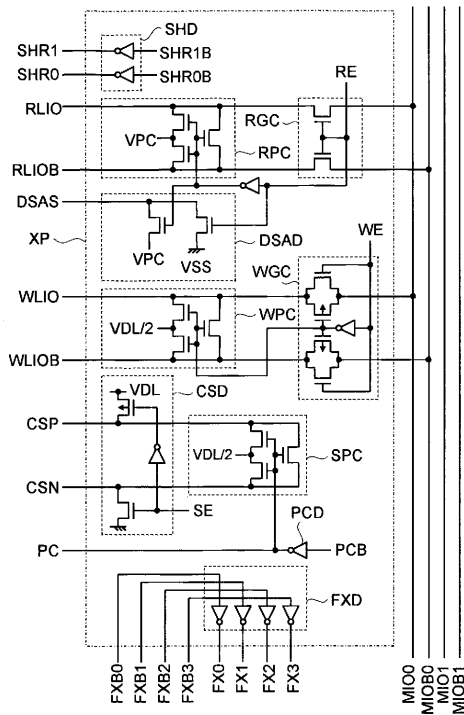 SHD
SHR1 SHR1B
SHR0 SHR0B
RE
RLIO RGC
VPC
RLIOB RPC
DSAS
XP
VPC VSS DSAD
WE
WGC
WLIO
VDL/2 WPC
WLIOB
VDL CSD
CSP
VDL/2 SPC
CSN
SE PCD
PC PCB
FXD
FXB0 FXB1 FXB2 FXB3 FX0 FX1 FX2 FX3
MIO0 MIOB0 MIO1 MIOB1